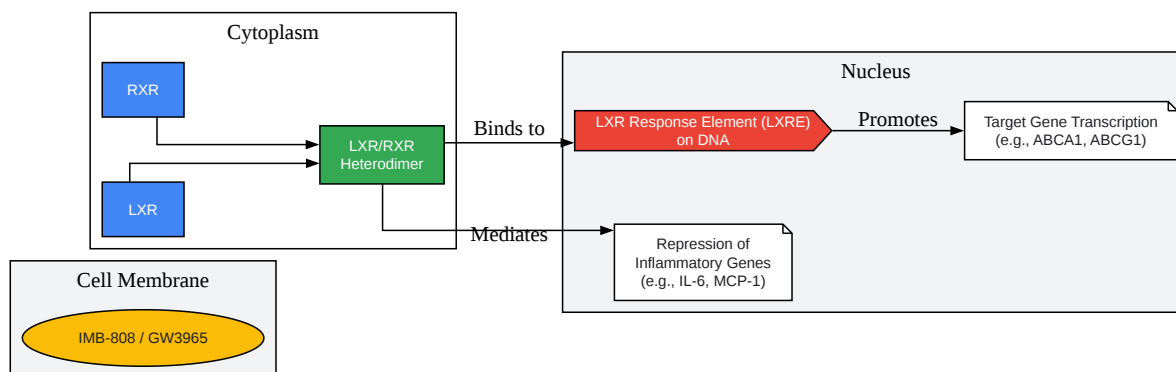 Cytoplasm
RXR
LXR/RXR
Heterodimer
LXR
Binds to
Mediates
Nucleus
LXR Response Element (LXRE)
on DNA
Promotes
Target Gene Transcription
(e.g., ABCA1, ABCG1)
Repression of
Inflammatory Genes
(e.g., IL-6, MCP-1)
Cell Membrane
IMB-808 / GW3965